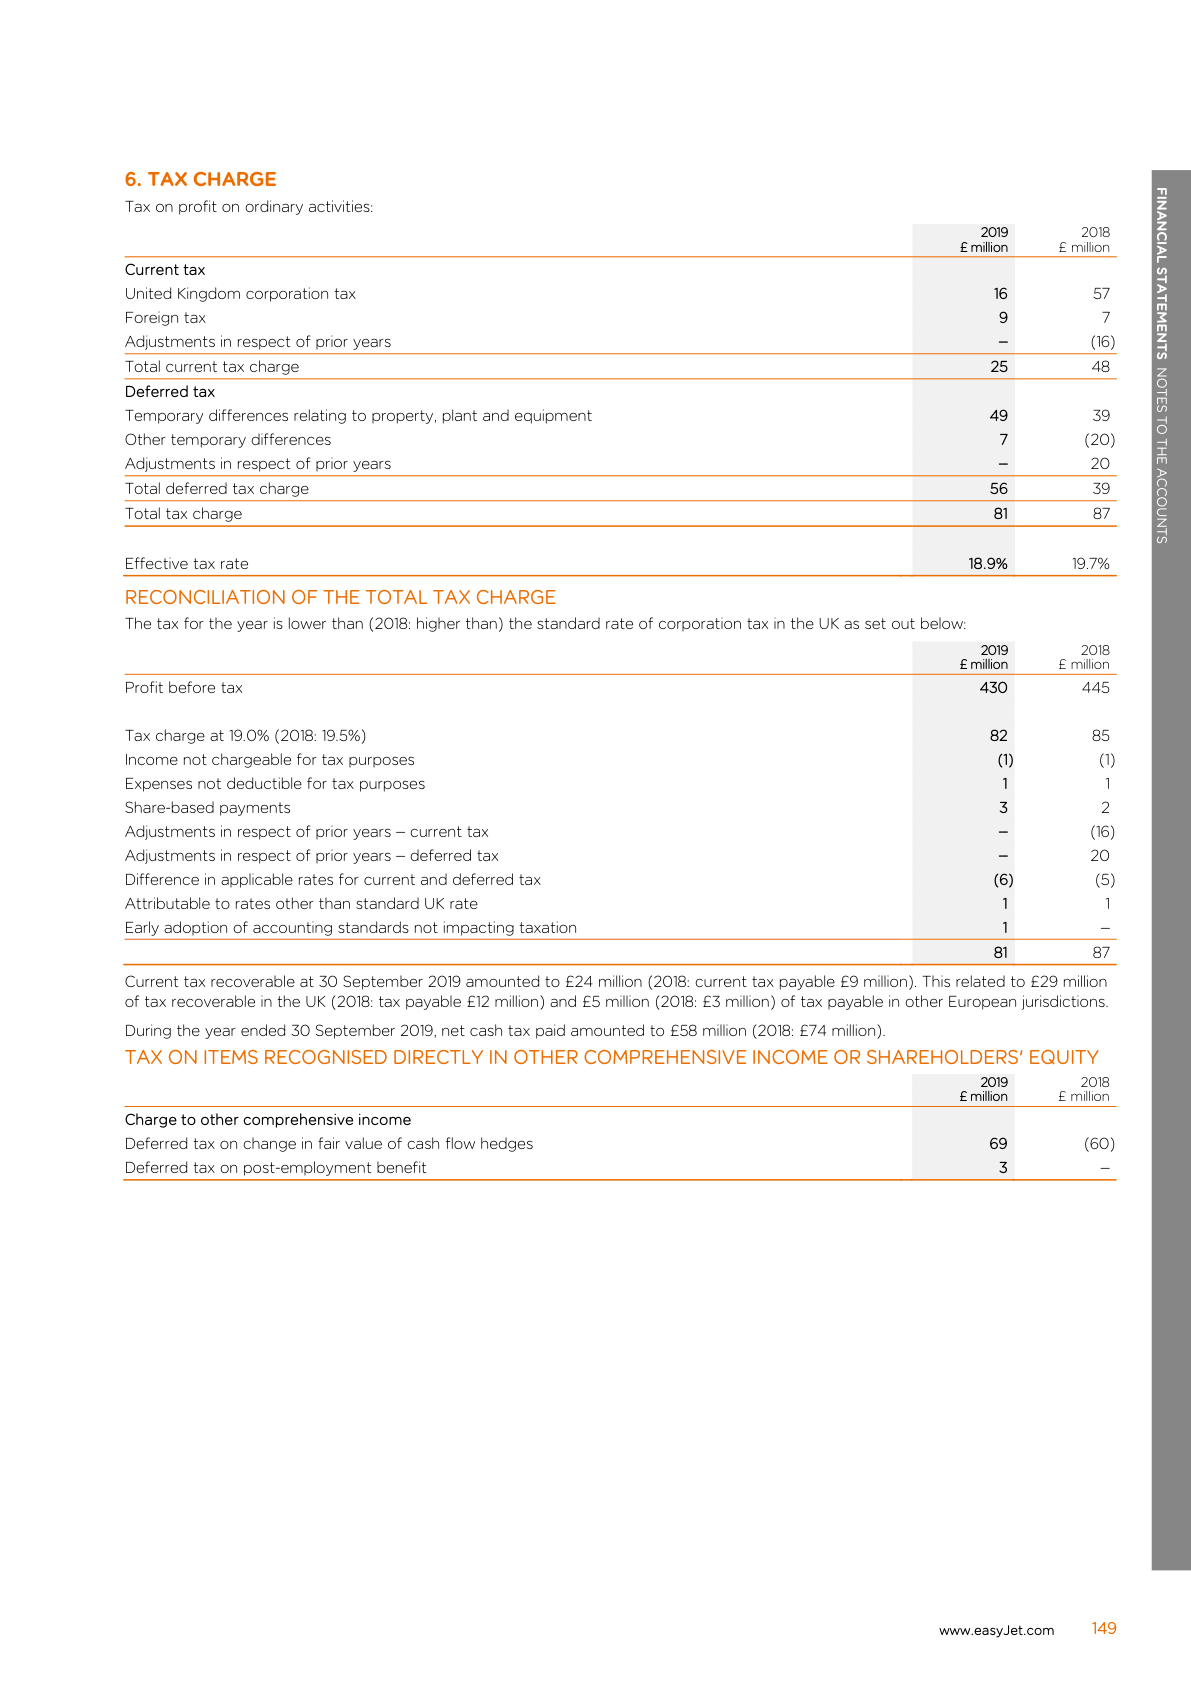 6. TAX CHARGE
Tax on profit on ordinary activities:
2019 2018
£ million £ million
Current tax
United Kingdom corporation tax 16 57
Foreign tax 9 7
Adjustments in respect of prior years – (16)
Total current tax charge 25 48
Deferred tax
Temporary differences relating to property, plant and equipment 49 39
Other temporary differences 7 (20)
Adjustments in respect of prior years – 20
Total deferred tax charge 56 39
Total tax charge 81 87
Effective tax rate 18.9% 19.7%
RECONCILIATION OF THE TOTAL TAX CHARGE
The tax for the year is lower than (2018: higher than) the standard rate of corporation tax in the UK as set out below:
2019 2018
£ million £ million
Profit before tax 430 445
Tax charge at 19.0% (2018: 19.5%) 82 85
Income not chargeable for tax purposes (1) (1)
Expenses not deductible for tax purposes 1 1
Share-based payments 3 2
Adjustments in respect of prior years – current tax – (16)
Adjustments in respect of prior years – deferred tax – 20
Difference in applicable rates for current and deferred tax (6) (5)
Attributable to rates other than standard UK rate 1 1
Early adoption of accounting standards not impacting taxation 1 –
81 87
Current tax recoverable at 30 September 2019 amounted to £24 million (2018: current tax payable £9 million). This related to £29 million
of tax recoverable in the UK (2018: tax payable £12 million) and £5 million (2018: £3 million) of tax payable in other European jurisdictions.
During the year ended 30 September 2019, net cash tax paid amounted to £58 million (2018: £74 million).
TAX ON ITEMS RECOGNISED DIRECTLY IN OTHER COMPREHENSIVE INCOME OR SHAREHOLDERS' EQUITY
2019 2018
£ million £ million
Charge to other comprehensive income
Deferred tax on change in fair value of cash flow hedges 69 (60)
Deferred tax on post-employment benefit 3 –
FINANCIAL STATEMENTS NOTES TO THE ACCOUNTS
www.easyJet.com 149